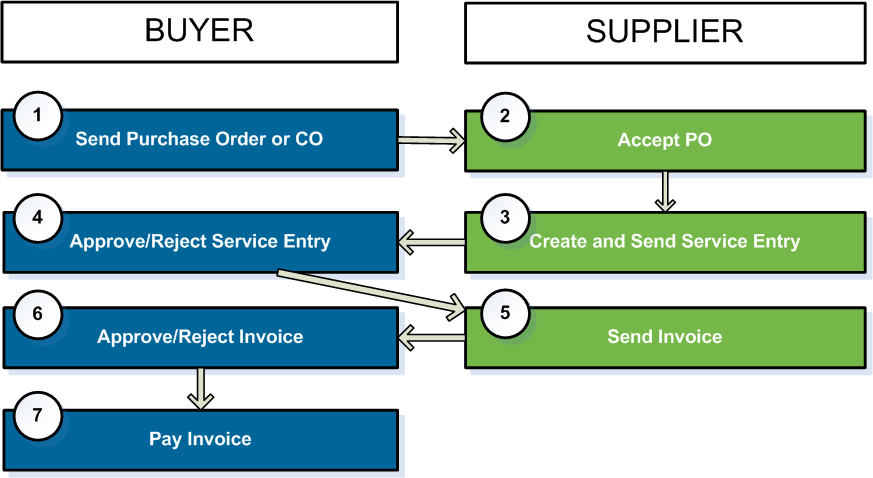 BUYER
SUPPLIER
1
Send Purchase Order or CO
2
Accept PO
4
Approve/Reject Service Entry
3
Create and Send Service Entry
6
Approve/Reject Invoice
5
Send Invoice
7
Pay Invoice